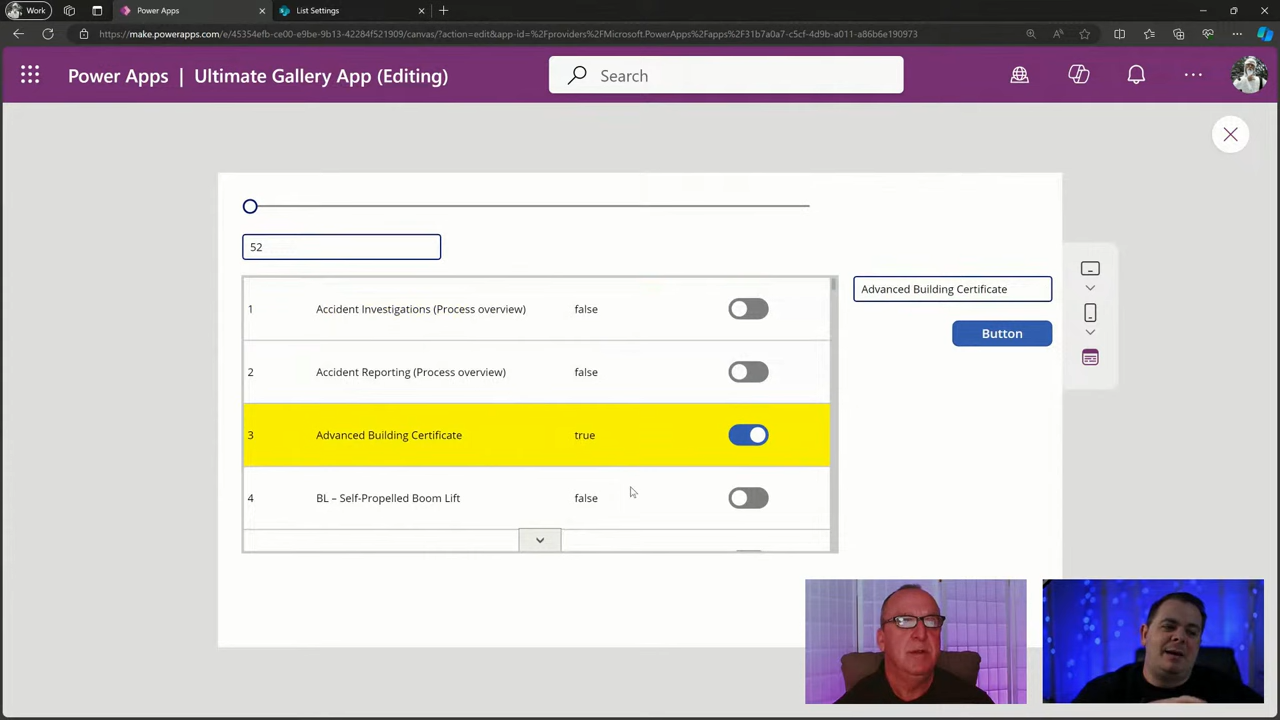 Work
Power Apps
List Settings
https://make.powerapps.com/e/45354efb-ce00-e9be-9b13-42284f521909/canvas/?action=edit&app-id=%2Fproviders%2FMicrosoft.PowerApps%2Fapps%2F31b7a0a7-c5cf-4d9b-a011-a86b6e190973
Power Apps | Ultimate Gallery App (Editing)
Search
52
Advanced Building Certificate
Button
1 Accident Investigations (Process overview) false
2 Accident Reporting (Process overview) false
3 Advanced Building Certificate true
4 BL – Self-Propelled Boom Lift false